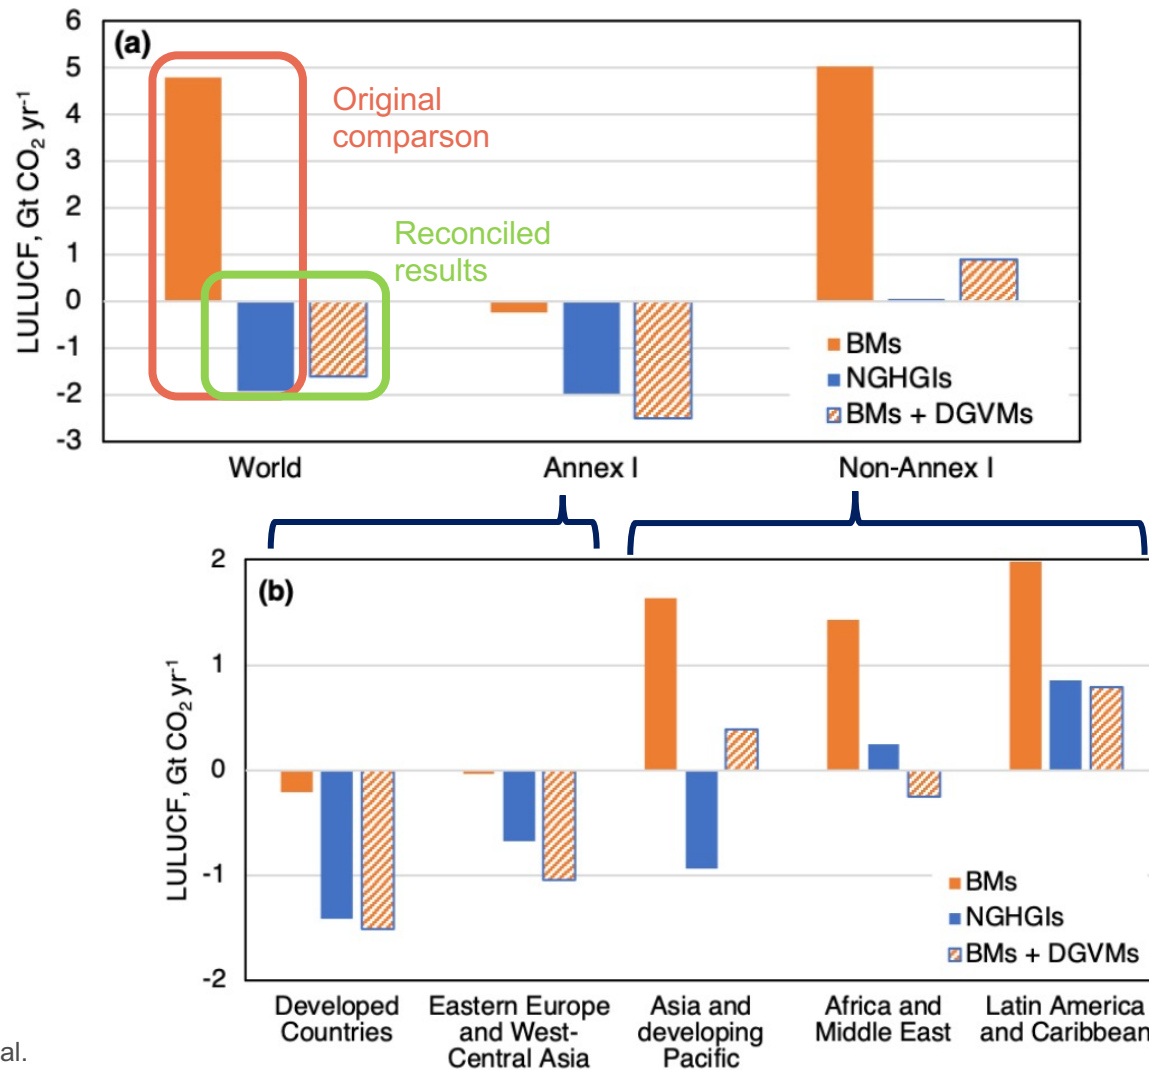 (a)
LULUCF, Gt CO₂ yr⁻¹
6
5
4
3
2
1
0
-1
-2
-3
Original
comparson
Reconciled
results
BMs
NGHGIs
BMs + DGVMs
World
Annex I
Non-Annex I
(b)
LULUCF, Gt CO₂ yr⁻¹
2
1
0
-1
-2
BMs
NGHGIs
BMs + DGVMs
Developed
Countries
Eastern Europe
and West-
Central Asia
Asia and
developing
Pacific
Africa and
Middle East
Latin America
and Caribbean
al.